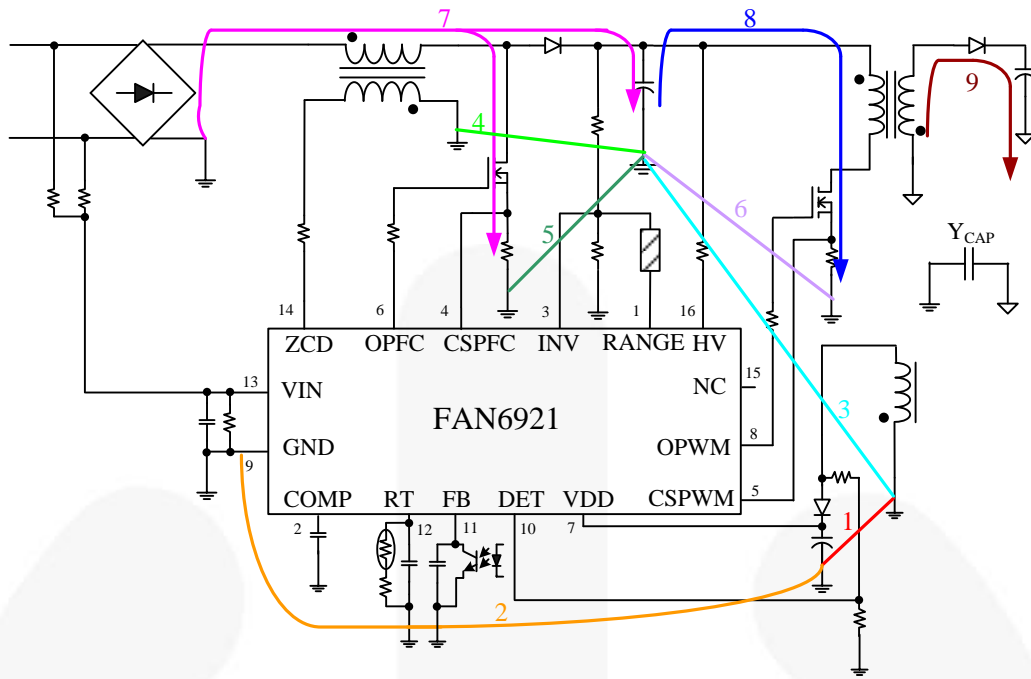 7
8
9
4
5
6
Y CAP
14
6
4
3
1
16
ZCD
OPFC
CSPFC
INV
RANGE
HV
13
VIN
NC
15
FAN6921
3
GND
9
OPWM
8
COMP
RT
FB
DET
VDD
CSPWM
5
2
12
11
10
7
1
2